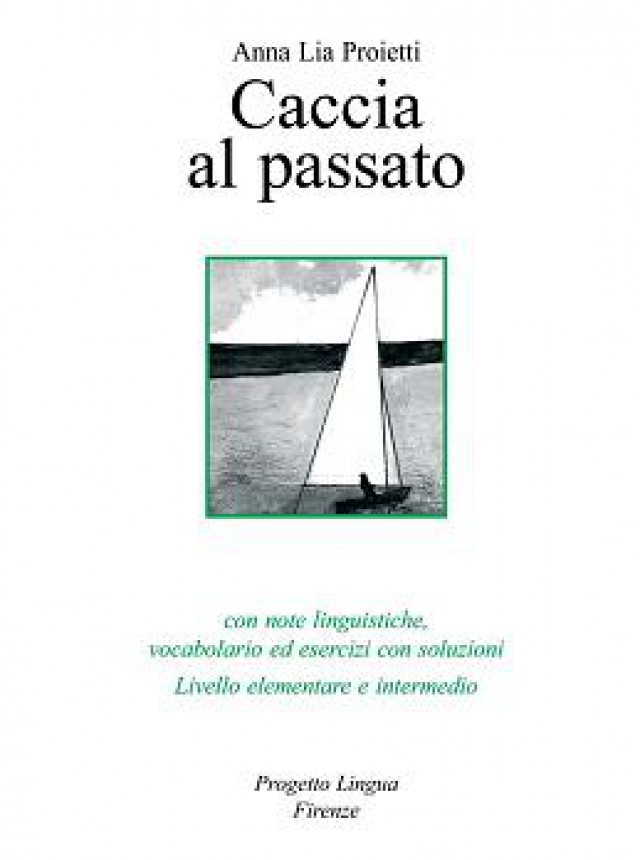 Anna Lia Proietti
Caccia
al passato
con note linguistiche,
vocabolario ed esercizi con soluzioni
Livello elementare e intermedio
Progetto Lingua
Firenze